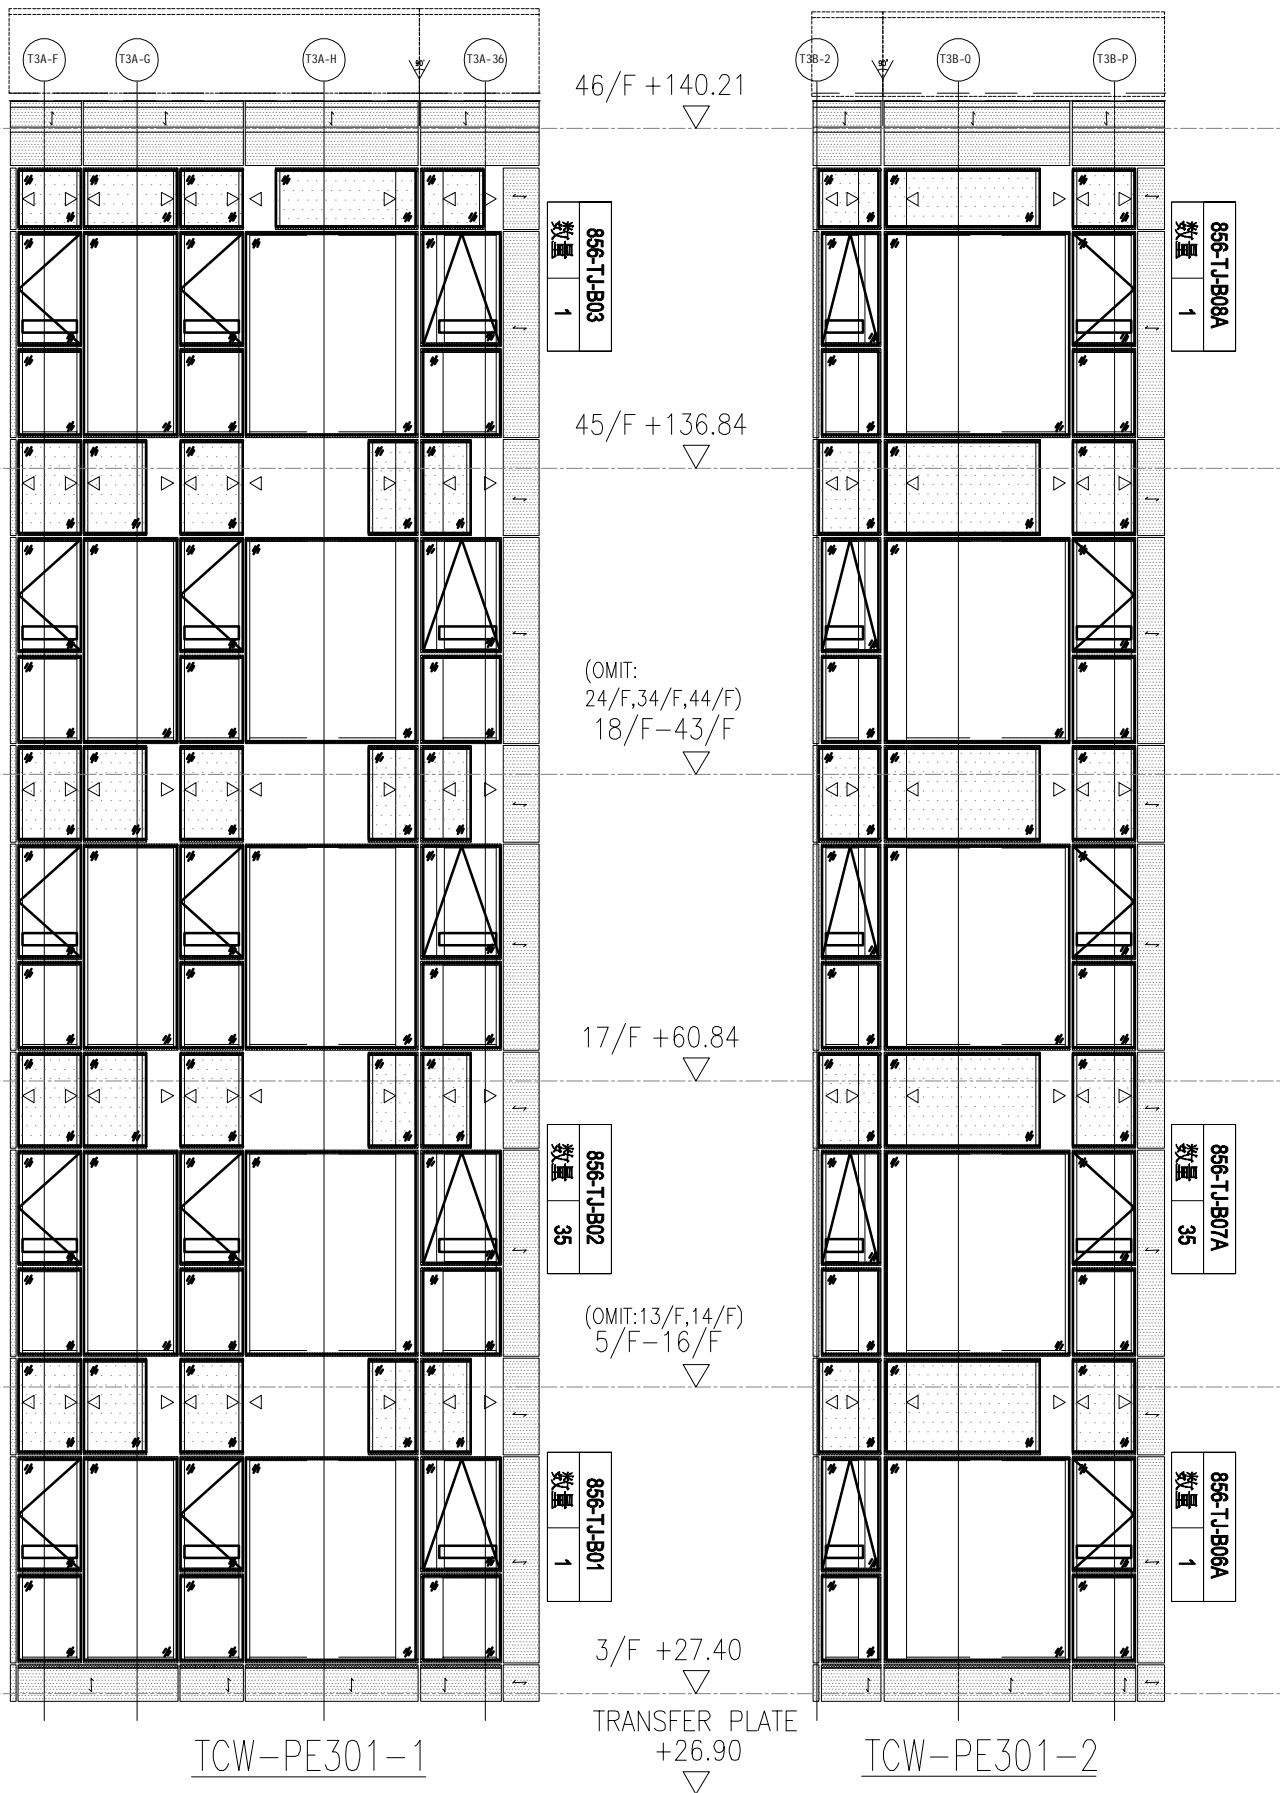 T3A-F
T3A-G
T3A-H
90°
T3A-36
46/F +140.21
T3B-2
90°
T3B-Q
T3B-P
856-TJ-B03
数量 1
856-TJ-B08A
数量 1
45/F +136.84
(OMIT:
24/F,34/F,44/F)
18/F-43/F
17/F +60.84
856-TJ-B02
数量 35
856-TJ-B07A
数量 35
(OMIT:13/F,14/F)
5/F-16/F
856-TJ-B01
数量 1
856-TJ-B06A
数量 1
3/F +27.40
TRANSFER PLATE
+26.90
TCW-PE301-1
TCW-PE301-2